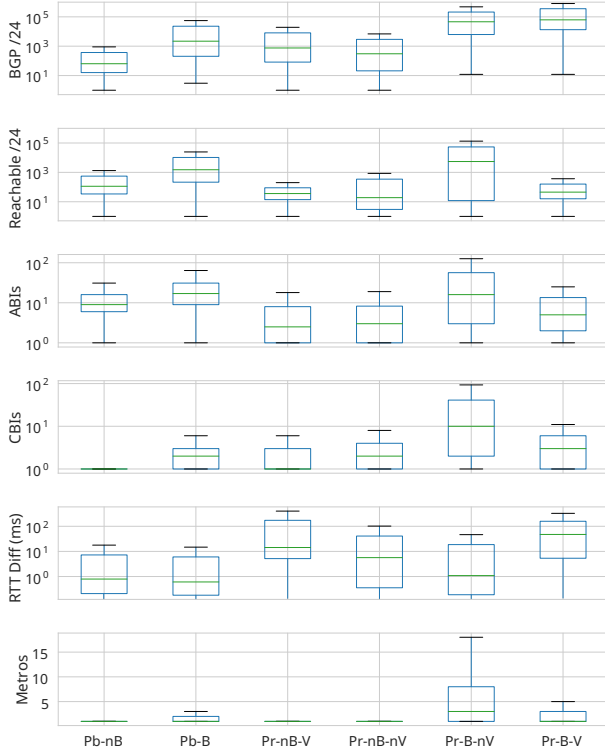 BGP /24
10^5
10^3
10^1
Reachable /24
10^5
10^3
10^1
ABIs
10^2
10^1
10^0
CBIs
10^2
10^1
10^0
RTT Diff (ms)
10^2
10^1
10^0
Metros
15
10
5
Pb-nB Pb-B Pr-nB-V Pr-nB-nV Pr-B-nV Pr-B-V